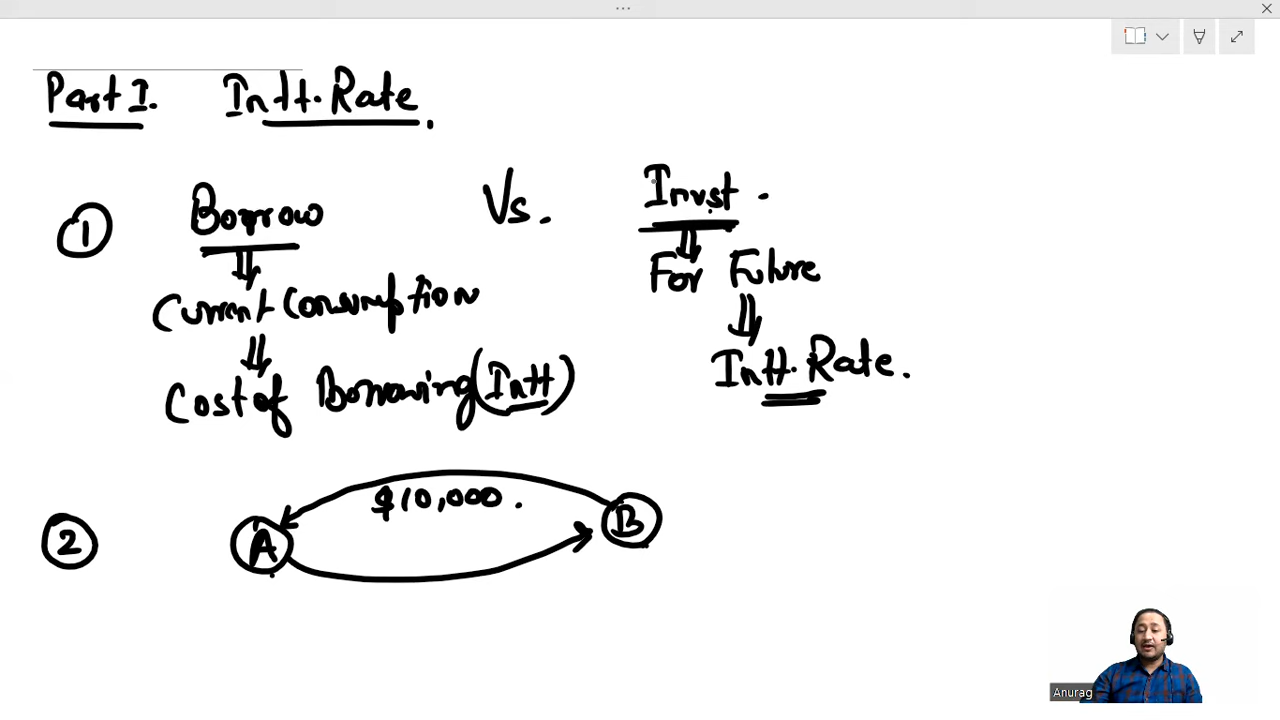 Part I. Intt. Rate.
① Borrow Vs. Invst.
Current Consumption
For Future
Cost of Borrowing (Intt)
Intt. Rate.
② A $10,000. B
Anurag